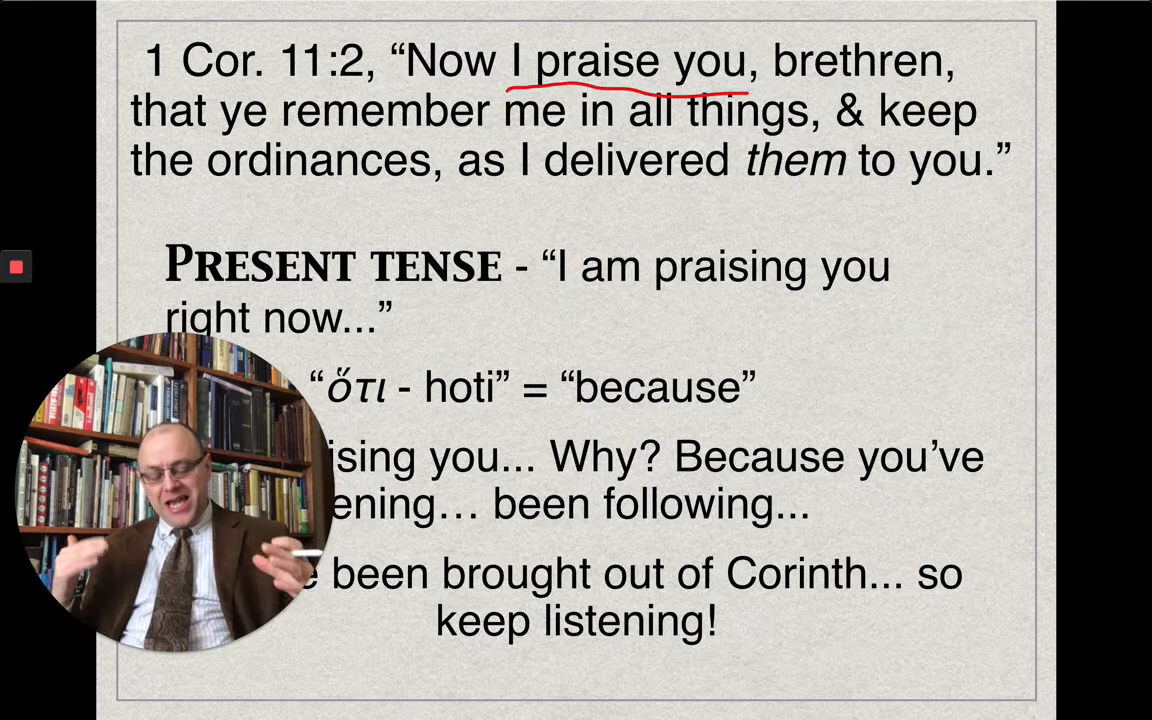 1 Cor. 11:2, “Now I praise you, brethren,
that ye remember me in all things, & keep
the ordinances, as I delivered them to you.”
PRESENT TENSE - “I am praising you
right now...”
“ὅτι - hoti” = “because”
ising you... Why? Because you’ve
ening… been following...
e been brought out of Corinth... so
keep listening!